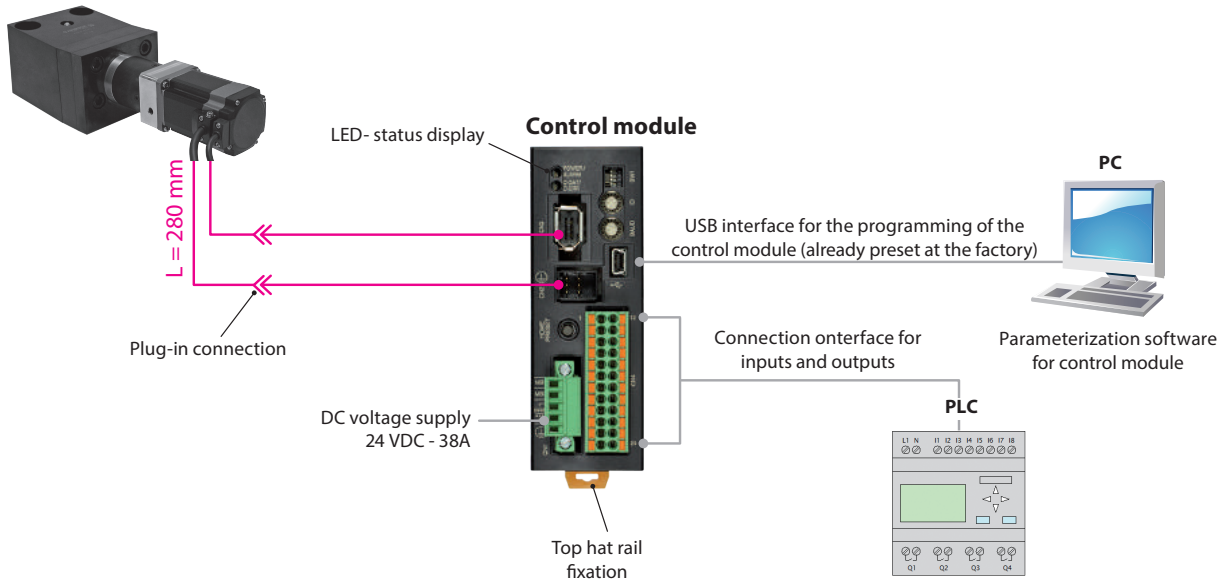 Control module
LED- status display
PC
L = 280 mm
USB interface for the programming of the
control module (already preset at the factory)
Plug-in connection
Connection onterface for
inputs and outputs
Parameterization software
for control module
DC voltage supply
24 VDC - 38A
PLC
L1 N I1 I2 I3 I4 I5 I6 I7 I8
Q1 Q2 Q3 Q4
Top hat rail
fixation